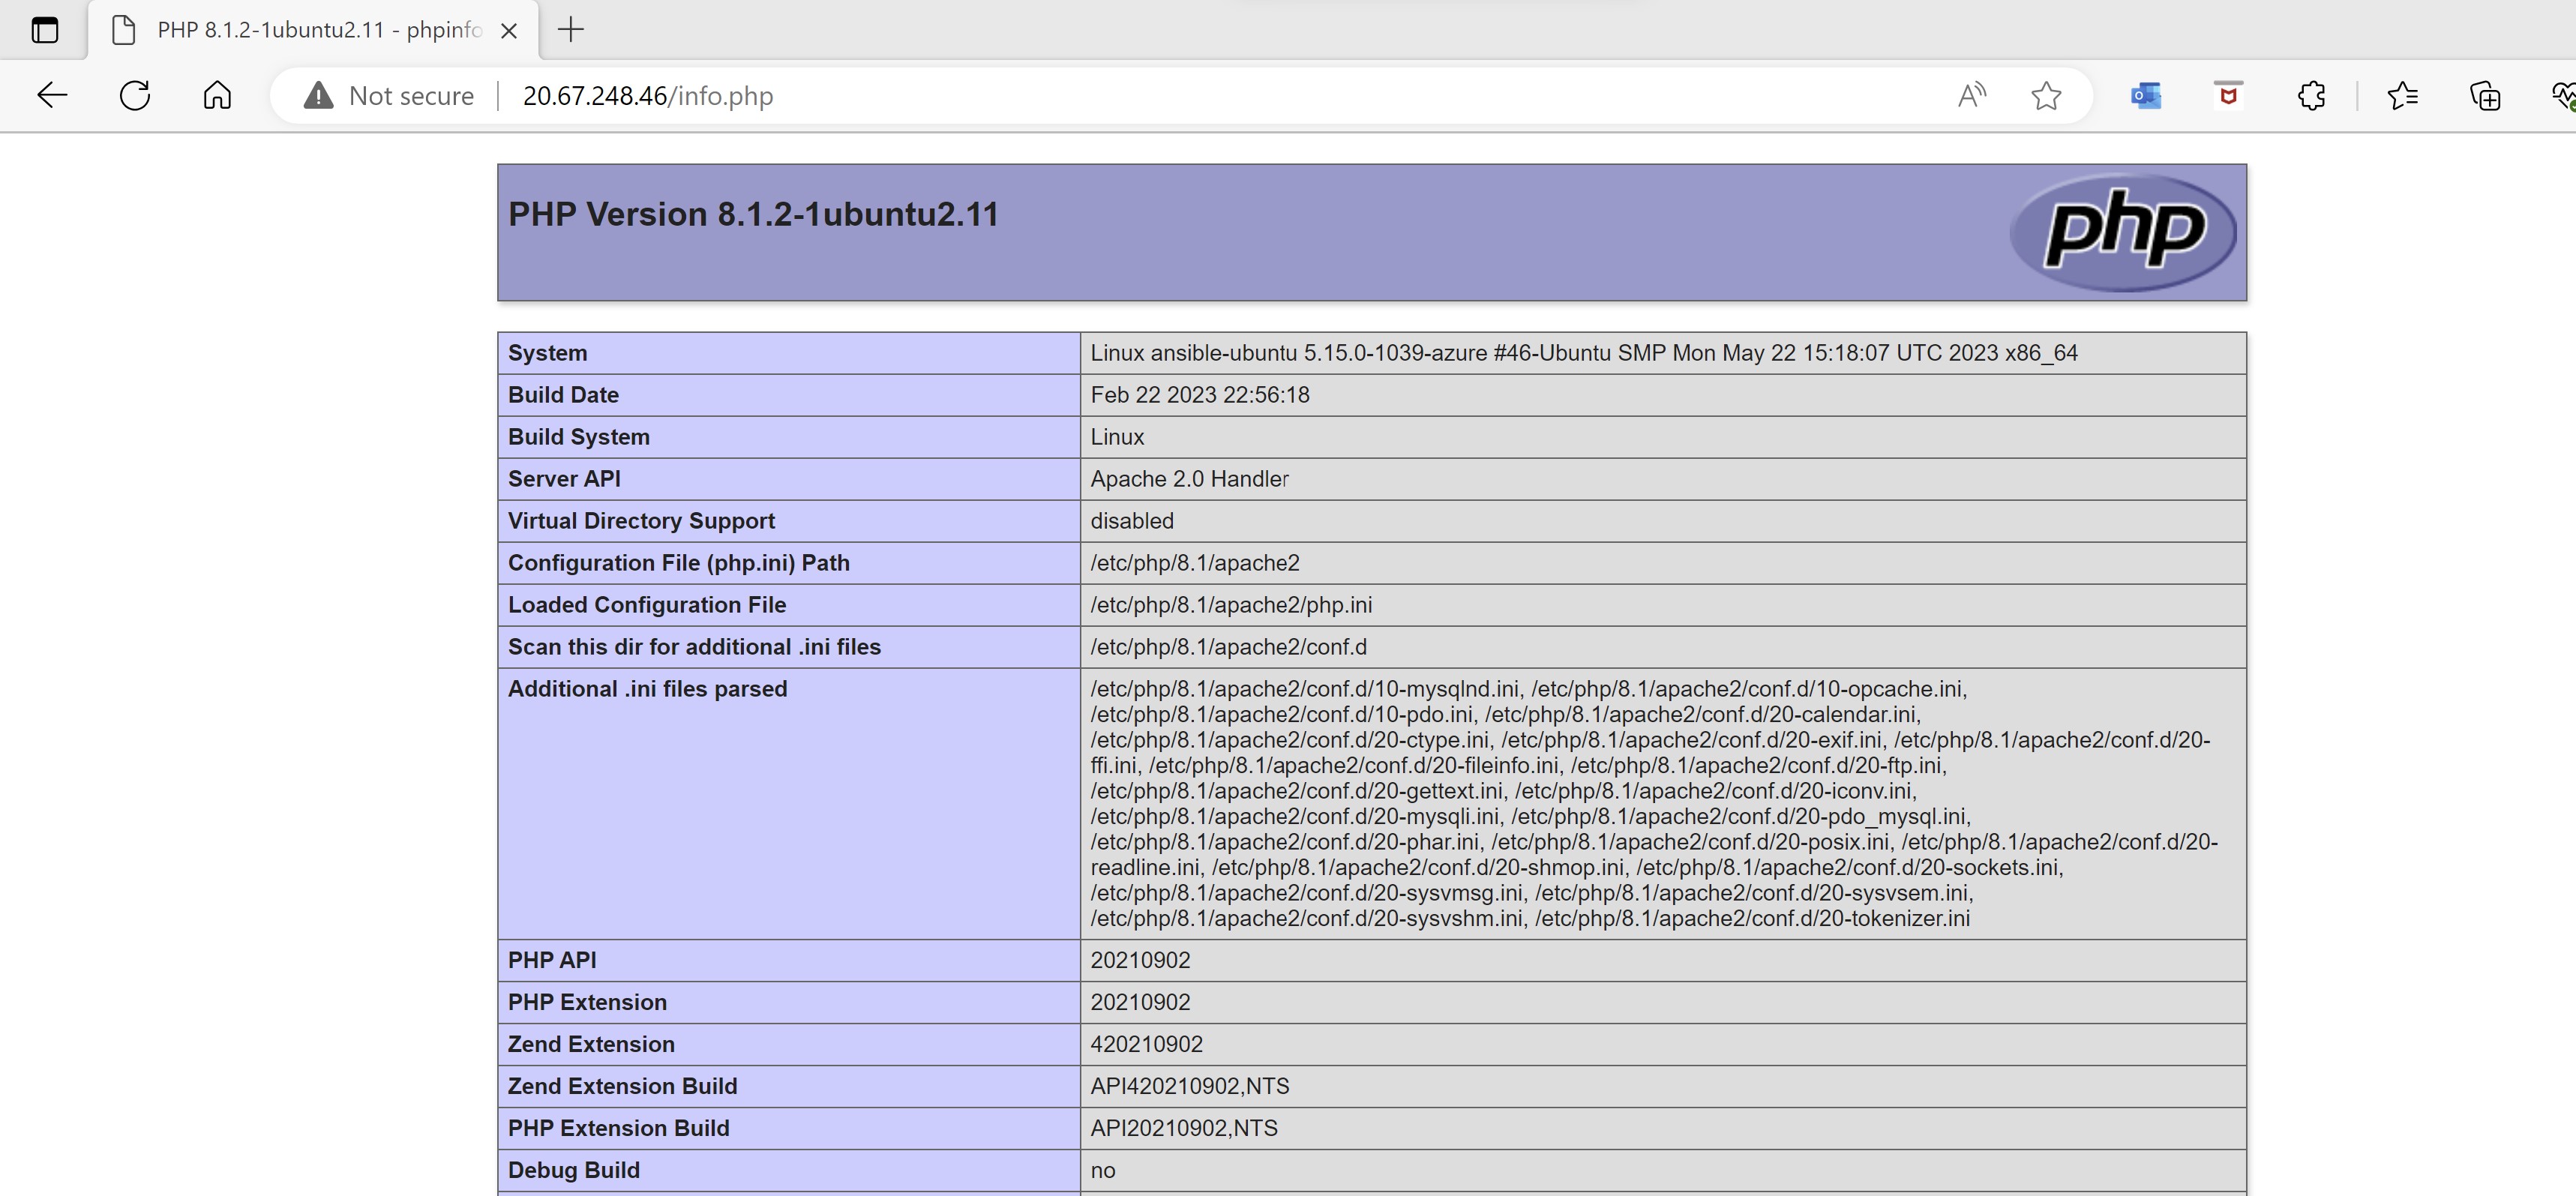 PHP 8.1.2-1ubuntu2.11 - phpinfo
Not secure 20.67.248.46/info.php
PHP Version 8.1.2-1ubuntu2.11
php
System Linux ansible-ubuntu 5.15.0-1039-azure #46-Ubuntu SMP Mon May 22 15:18:07 UTC 2023 x86_64
Build Date Feb 22 2023 22:56:18
Build System Linux
Server API Apache 2.0 Handler
Virtual Directory Support disabled
Configuration File (php.ini) Path /etc/php/8.1/apache2
Loaded Configuration File /etc/php/8.1/apache2/php.ini
Scan this dir for additional .ini files /etc/php/8.1/apache2/conf.d
Additional .ini files parsed /etc/php/8.1/apache2/conf.d/10-mysqlnd.ini, /etc/php/8.1/apache2/conf.d/10-opcache.ini,
/etc/php/8.1/apache2/conf.d/10-pdo.ini, /etc/php/8.1/apache2/conf.d/20-calendar.ini,
/etc/php/8.1/apache2/conf.d/20-ctype.ini, /etc/php/8.1/apache2/conf.d/20-exif.ini, /etc/php/8.1/apache2/conf.d/20-
ffi.ini, /etc/php/8.1/apache2/conf.d/20-fileinfo.ini, /etc/php/8.1/apache2/conf.d/20-ftp.ini,
/etc/php/8.1/apache2/conf.d/20-gettext.ini, /etc/php/8.1/apache2/conf.d/20-iconv.ini,
/etc/php/8.1/apache2/conf.d/20-mysqli.ini, /etc/php/8.1/apache2/conf.d/20-pdo_mysql.ini,
/etc/php/8.1/apache2/conf.d/20-phar.ini, /etc/php/8.1/apache2/conf.d/20-posix.ini, /etc/php/8.1/apache2/conf.d/20-
readline.ini, /etc/php/8.1/apache2/conf.d/20-shmop.ini, /etc/php/8.1/apache2/conf.d/20-sockets.ini,
/etc/php/8.1/apache2/conf.d/20-sysvmsg.ini, /etc/php/8.1/apache2/conf.d/20-sysvsem.ini,
/etc/php/8.1/apache2/conf.d/20-sysvshm.ini, /etc/php/8.1/apache2/conf.d/20-tokenizer.ini
PHP API 20210902
PHP Extension 20210902
Zend Extension 420210902
Zend Extension Build API420210902,NTS
PHP Extension Build API20210902,NTS
Debug Build no